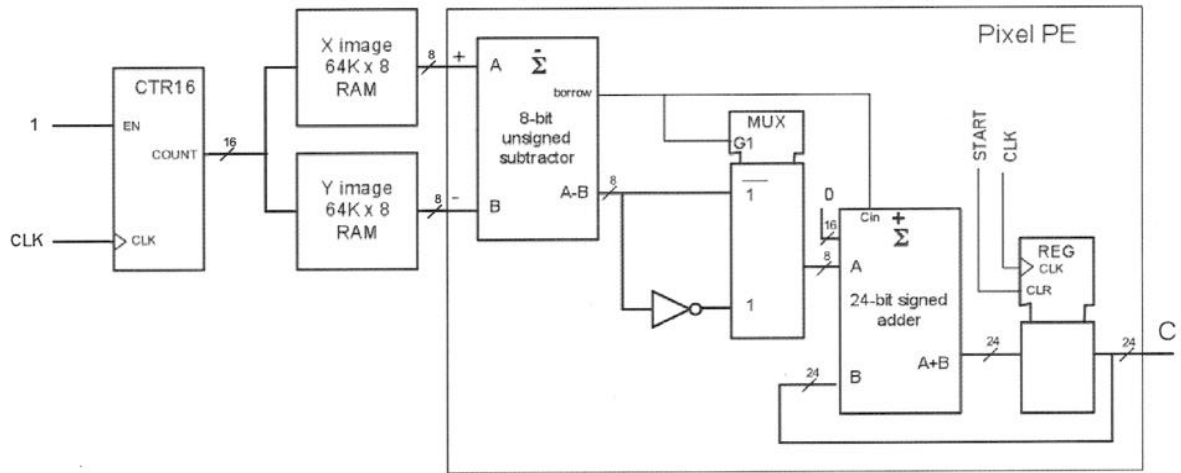 Pixel PE
X image
64K x 8
RAM
8
+
A
Σ
borrow
CTR16
1
EN
COUNT
16
8-bit
unsigned
subtractor
MUX
G1
START
CLK
Y image
64K x 8
RAM
8
-
B
A-B
8
1
D
16
Cin
+
Σ
REG
CLK
CLR
CLK
CLK
8
A
24-bit signed
adder
1
24
B
A+B
24
24
C